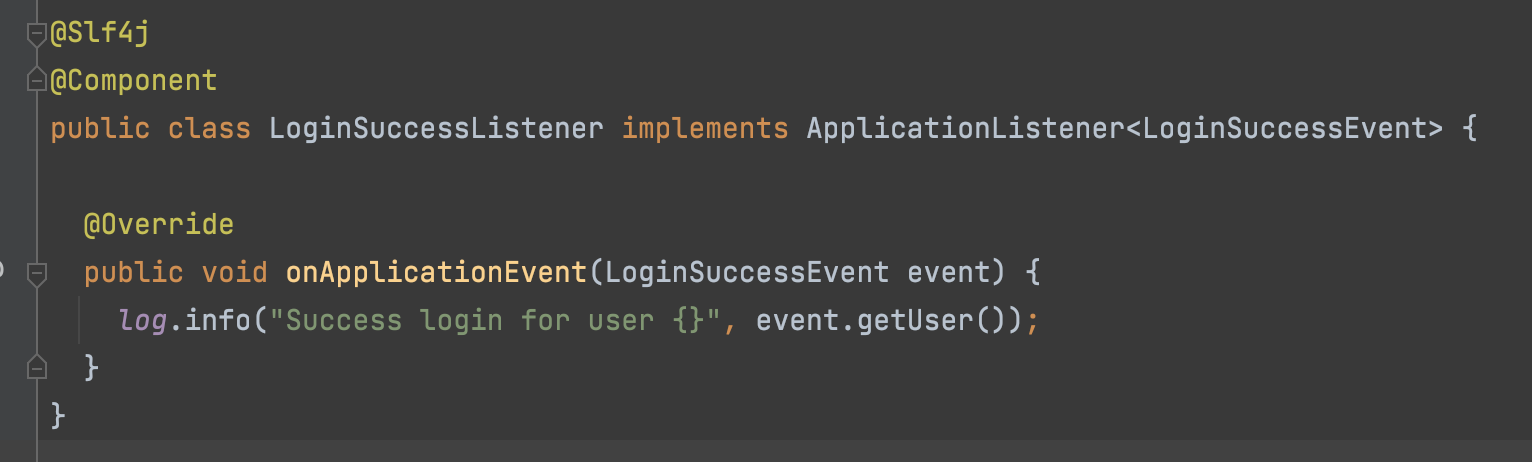 @Slf4j
@Component
public class LoginSuccessListener implements ApplicationListener<LoginSuccessEvent> {
@Override
public void onApplicationEvent(LoginSuccessEvent event) {
log.info("Success login for user {}", event.getUser());
}
}